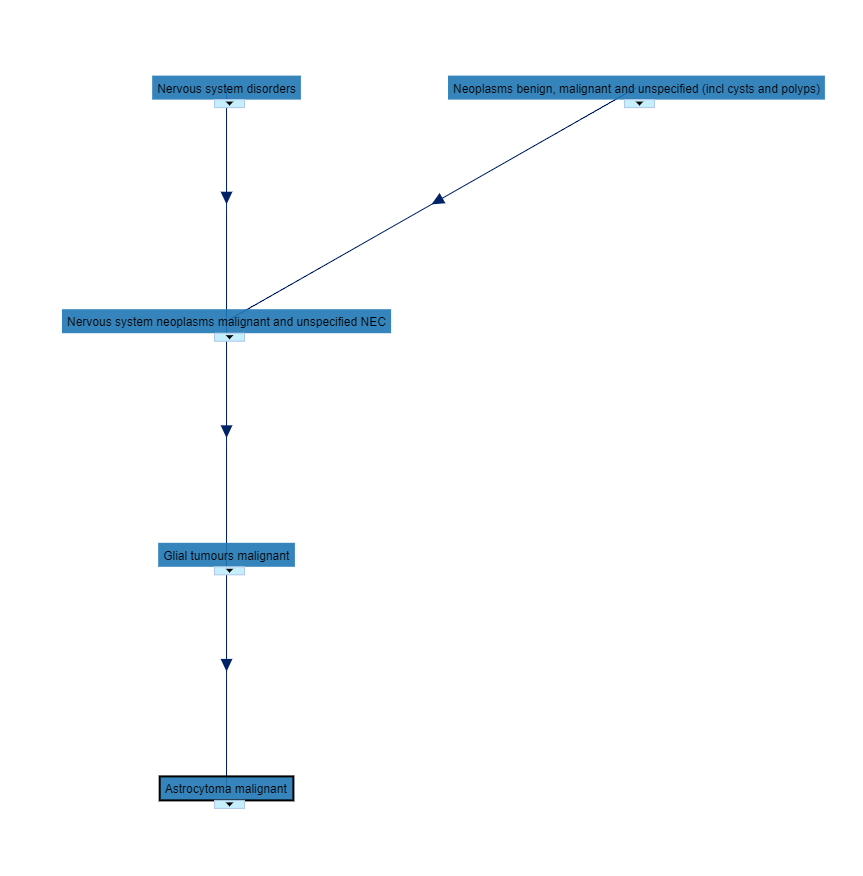 Nervous system disorders
Neoplasms benign, malignant and unspecified (incl cysts and polyps)
Nervous system neoplasms malignant and unspecified NEC
Glial tumours malignant
Astrocytoma malignant